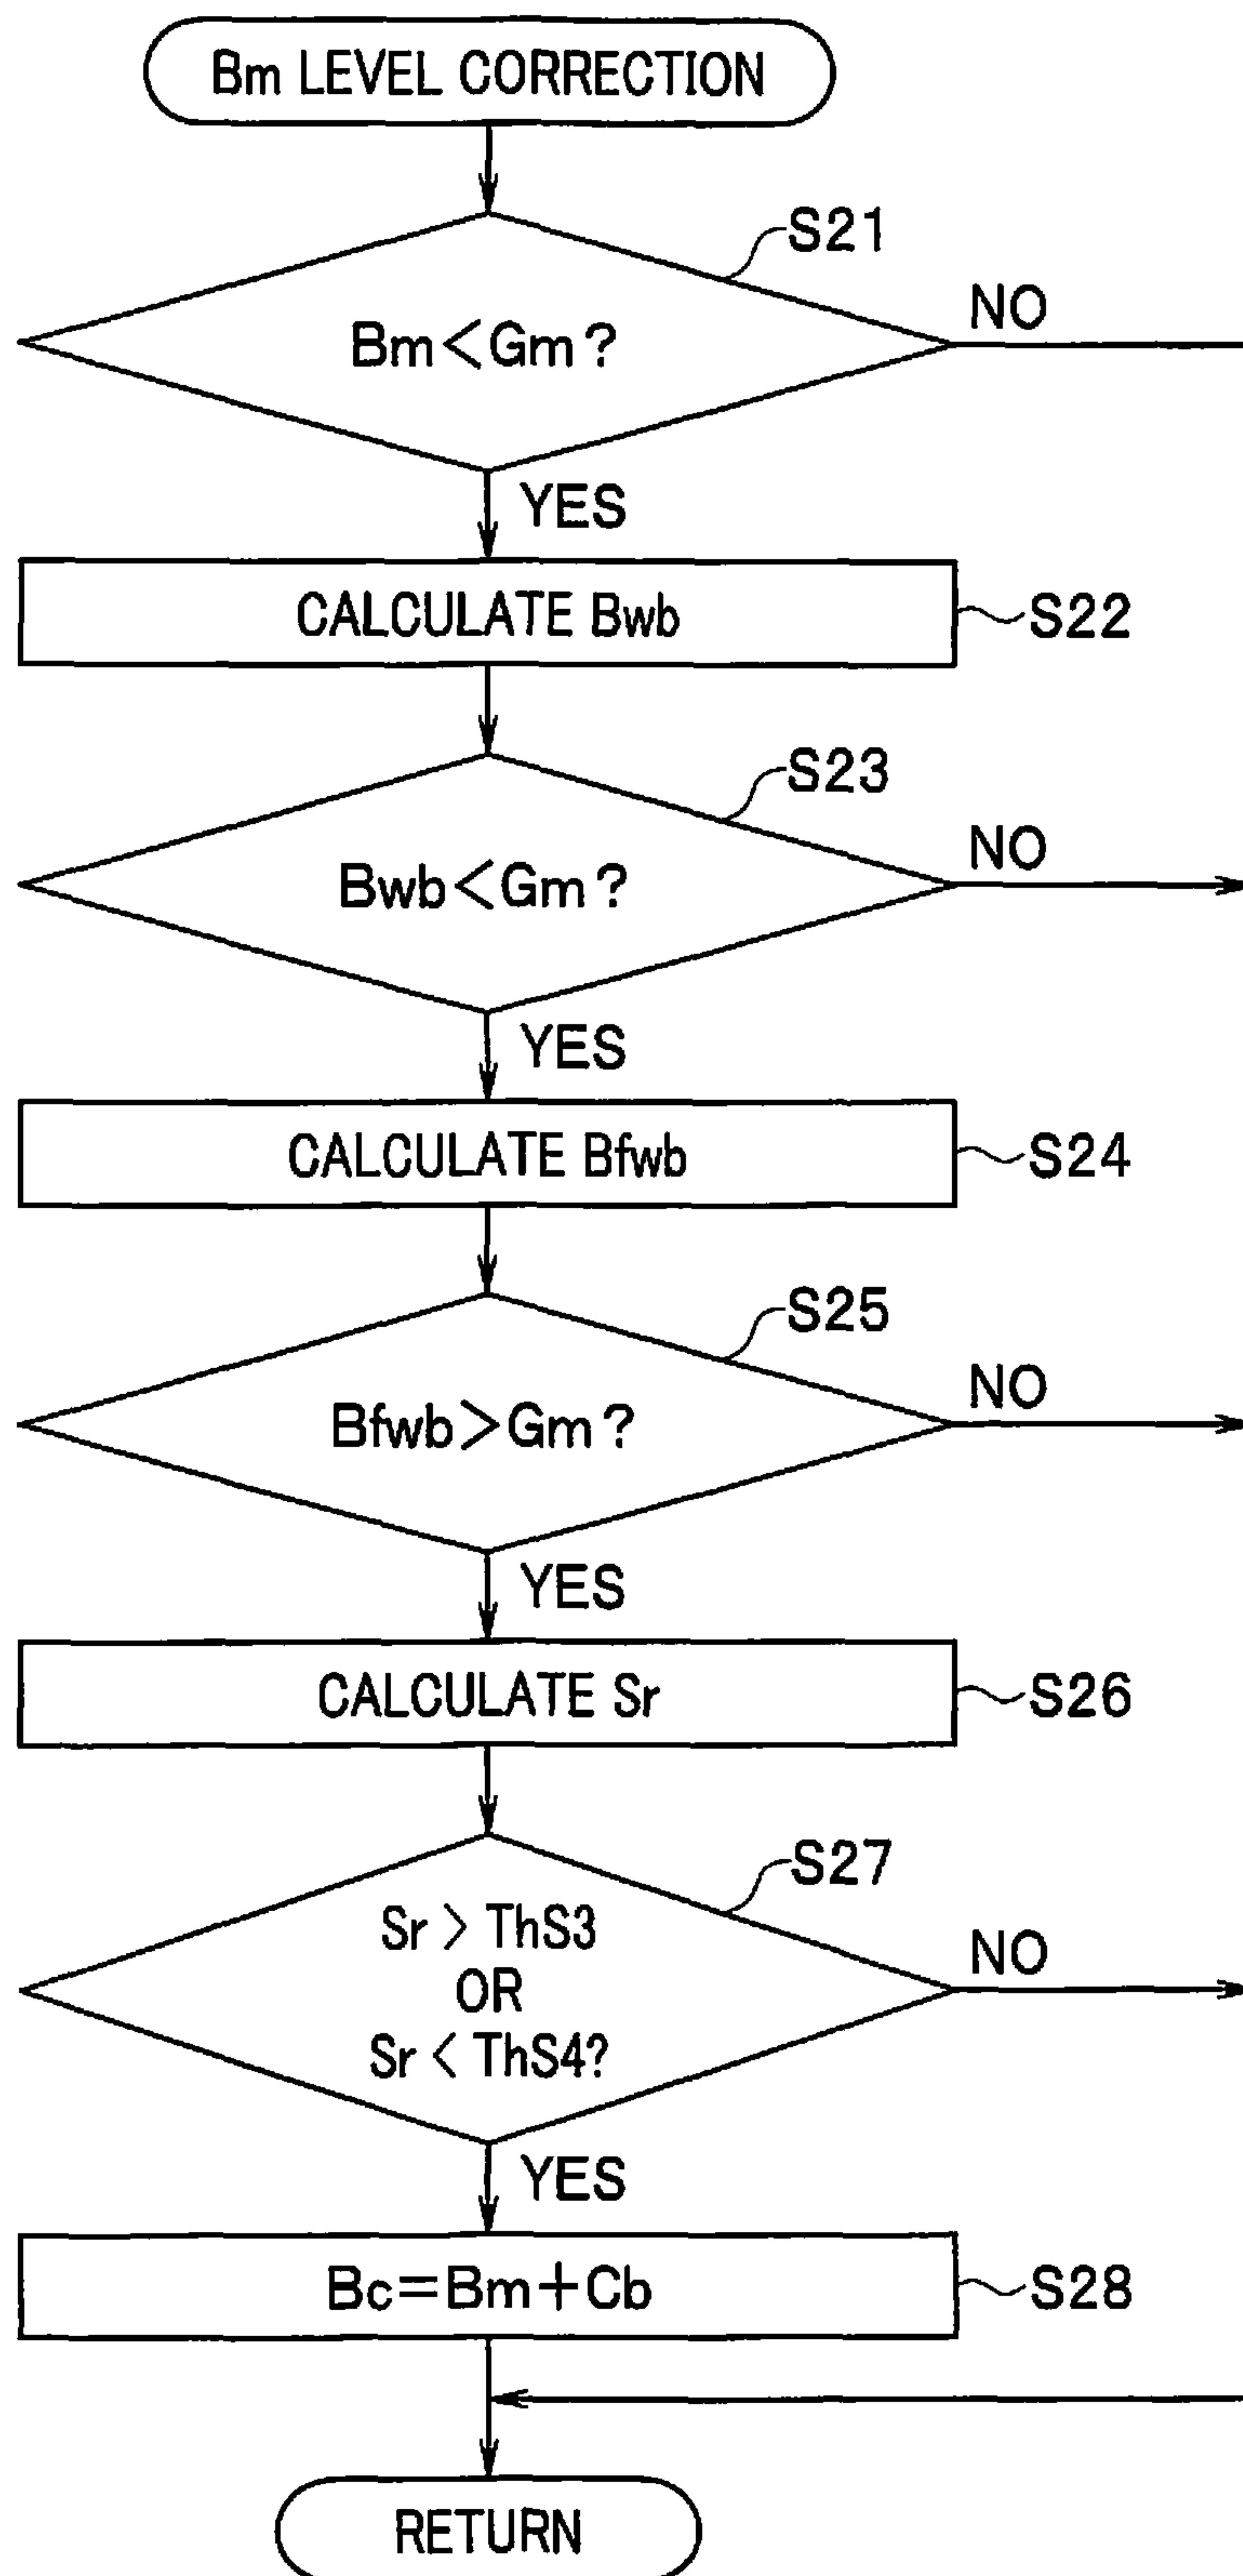 Bm LEVEL CORRECTION
S21
Bm<Gm?
NO
YES
CALCULATE Bwb
S22
S23
Bwb<Gm?
NO
YES
CALCULATE Bfwb
S24
S25
Bfwb>Gm?
NO
YES
CALCULATE Sr
S26
S27
Sr > ThS3
OR
Sr < ThS4?
NO
YES
Bc=Bm+Cb
S28
RETURN